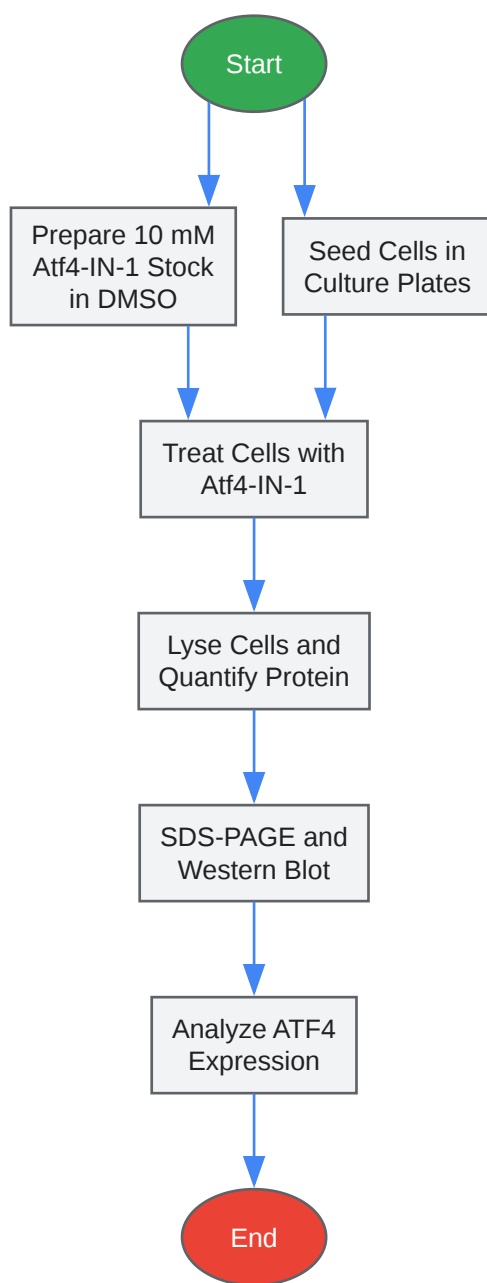 Start
Prepare 10 mM
Atf4-IN-1 Stock
in DMSO
Seed Cells in
Culture Plates
Treat Cells with
Atf4-IN-1
Lyse Cells and
Quantify Protein
SDS-PAGE and
Western Blot
Analyze ATF4
Expression
End